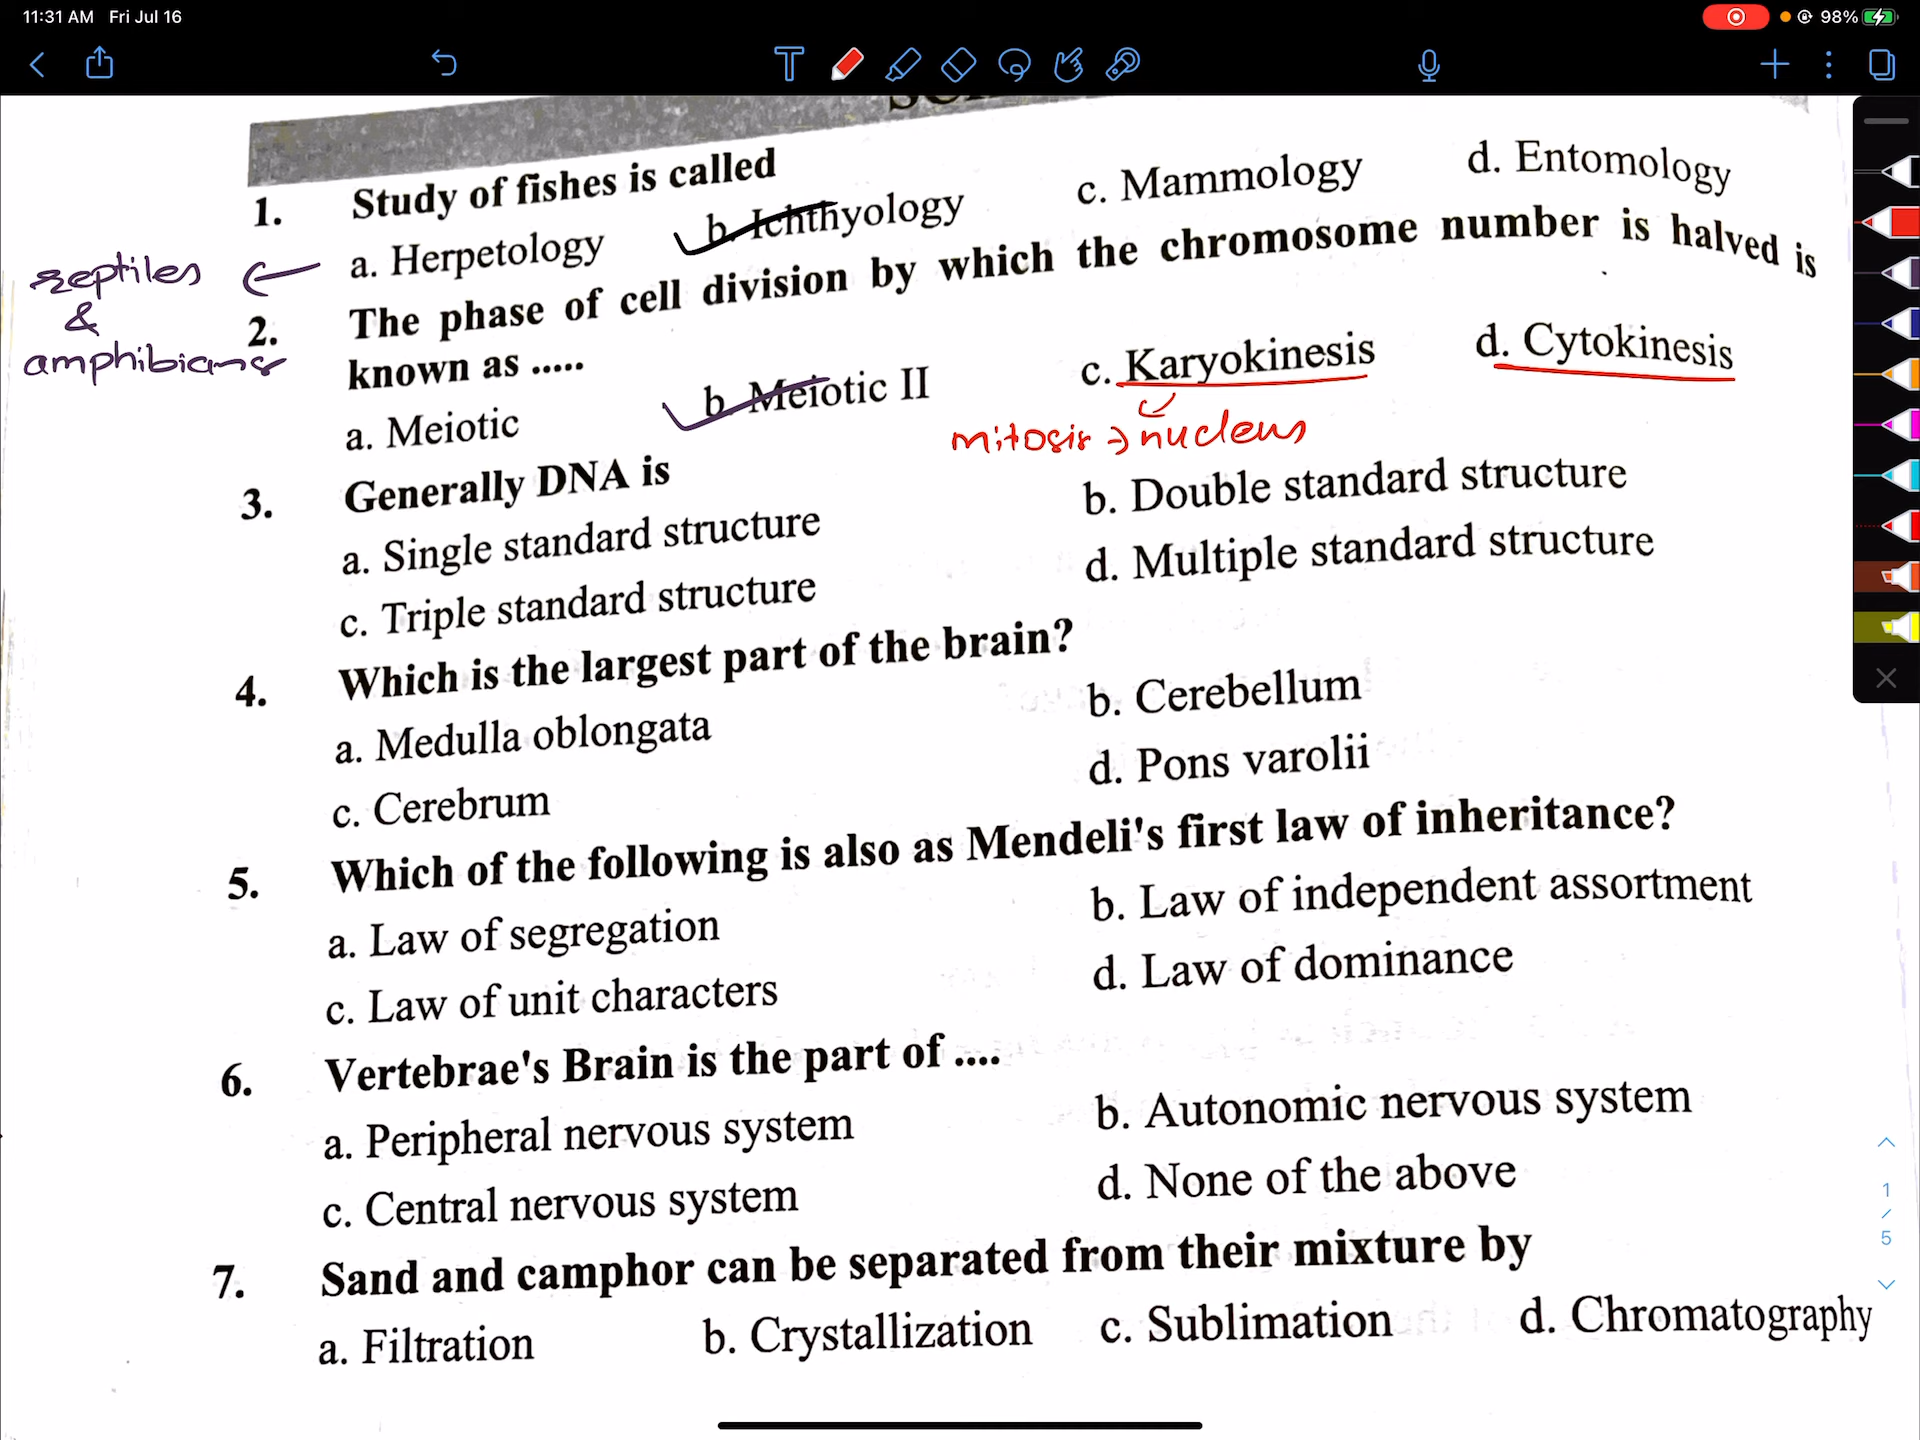 11:31 AM Fri Jul 16
98%
1. Study of fishes is called
a. Herpetology b. Ichthyology c. Mammology d. Entomology
reptiles
&
amphibians
2. The phase of cell division by which the chromosome number is halved is
known as .....
a. Meiotic b. Meiotic II c. Karyokinesis d. Cytokinesis
mitosis → nucleus
3. Generally DNA is
a. Single standard structure b. Double standard structure
c. Triple standard structure d. Multiple standard structure
4. Which is the largest part of the brain?
a. Medulla oblongata b. Cerebellum
c. Cerebrum d. Pons varolii
5. Which of the following is also as Mendeli's first law of inheritance?
a. Law of segregation b. Law of independent assortment
c. Law of unit characters d. Law of dominance
6. Vertebrae's Brain is the part of ....
a. Peripheral nervous system b. Autonomic nervous system
c. Central nervous system d. None of the above
7. Sand and camphor can be separated from their mixture by
a. Filtration b. Crystallization c. Sublimation d. Chromatography
1
/
5